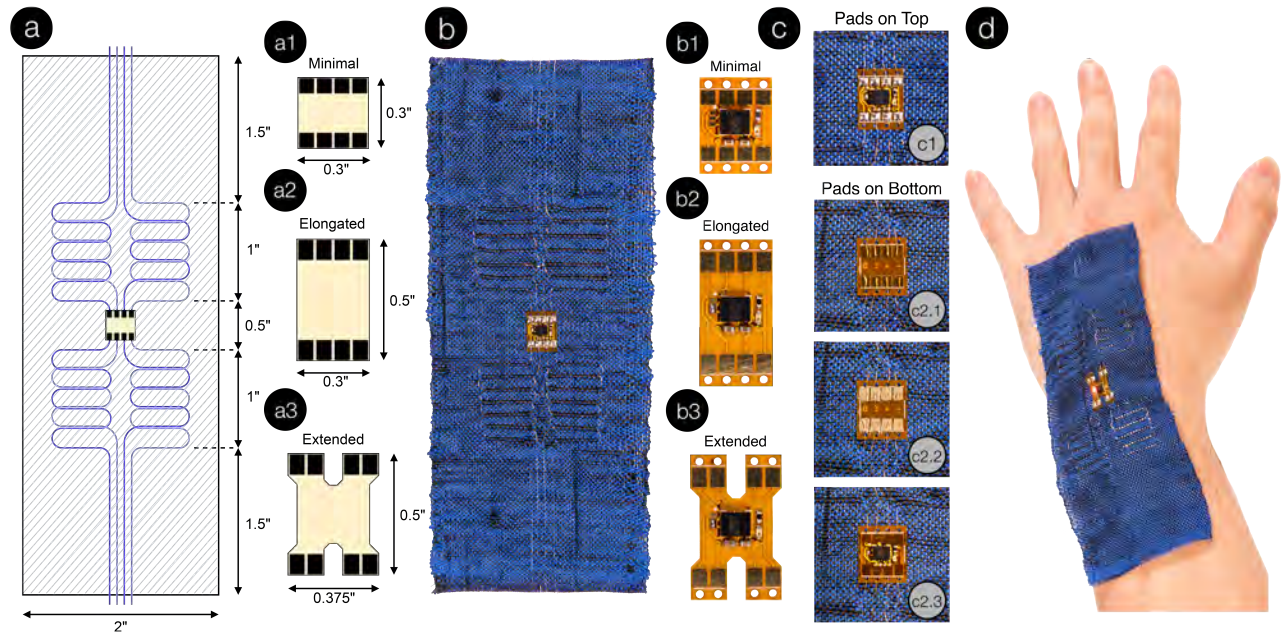 a
1.5"
1"
0.5"
1"
1.5"
2"
a1
Minimal
0.3"
0.3"
a2
Elongated
0.5"
0.3"
a3
Extended
0.5"
0.375"
b
b1
Minimal
b2
Elongated
b3
Extended
c
Pads on Top
c1
Pads on Bottom
c2.1
c2.2
c2.3
d